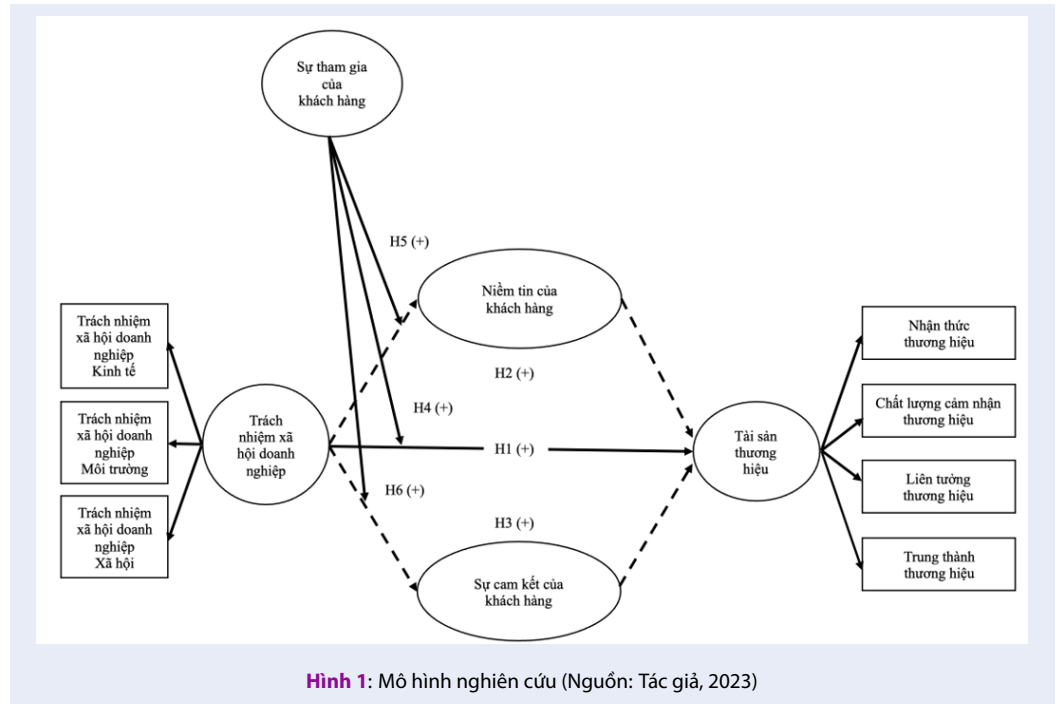 Sự tham gia
của
khách hàng
H5 (+)
Niềm tin của
khách hàng
H2 (+)
H4 (+)
H1 (+)
H6 (+)
H3 (+)
Sự cam kết của
khách hàng
Trách nhiệm
xã hội doanh
nghiệp
Kinh tế
Trách nhiệm
xã hội doanh
nghiệp
Môi trường
Trách nhiệm
xã hội doanh
nghiệp
Xã hội
Trách
nhiệm xã
hội doanh
nghiệp
Tài sản
thương
hiệu
Nhận thức
thương hiệu
Chất lượng cảm nhận
thương hiệu
Liên tưởng
thương hiệu
Trung thành
thương hiệu
Hình 1: Mô hình nghiên cứu (Nguồn: Tác giả, 2023)